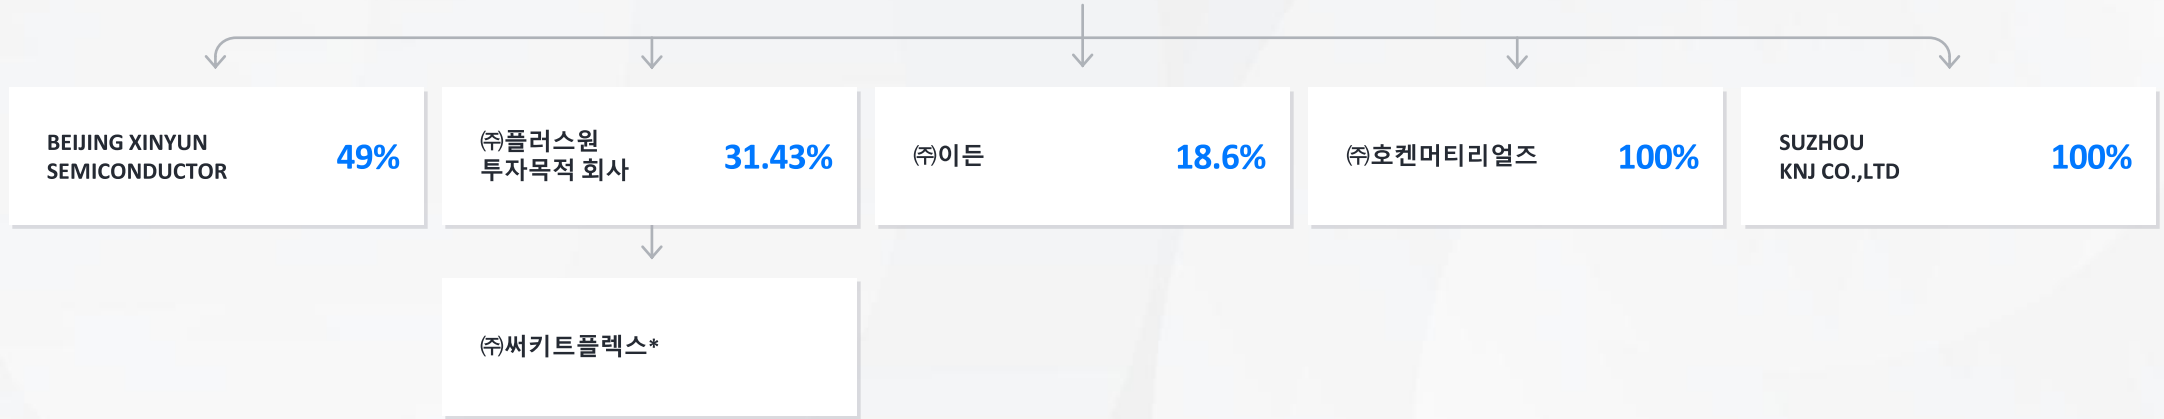 BEIJING XINYUN
SEMICONDUCTOR
49%
㈜플러스원
투자목적 회사
31.43%
㈜이든
18.6%
㈜호켄머티리얼즈
100%
SUZHOU
KNJ CO.,LTD
100%
㈜써키트플렉스*